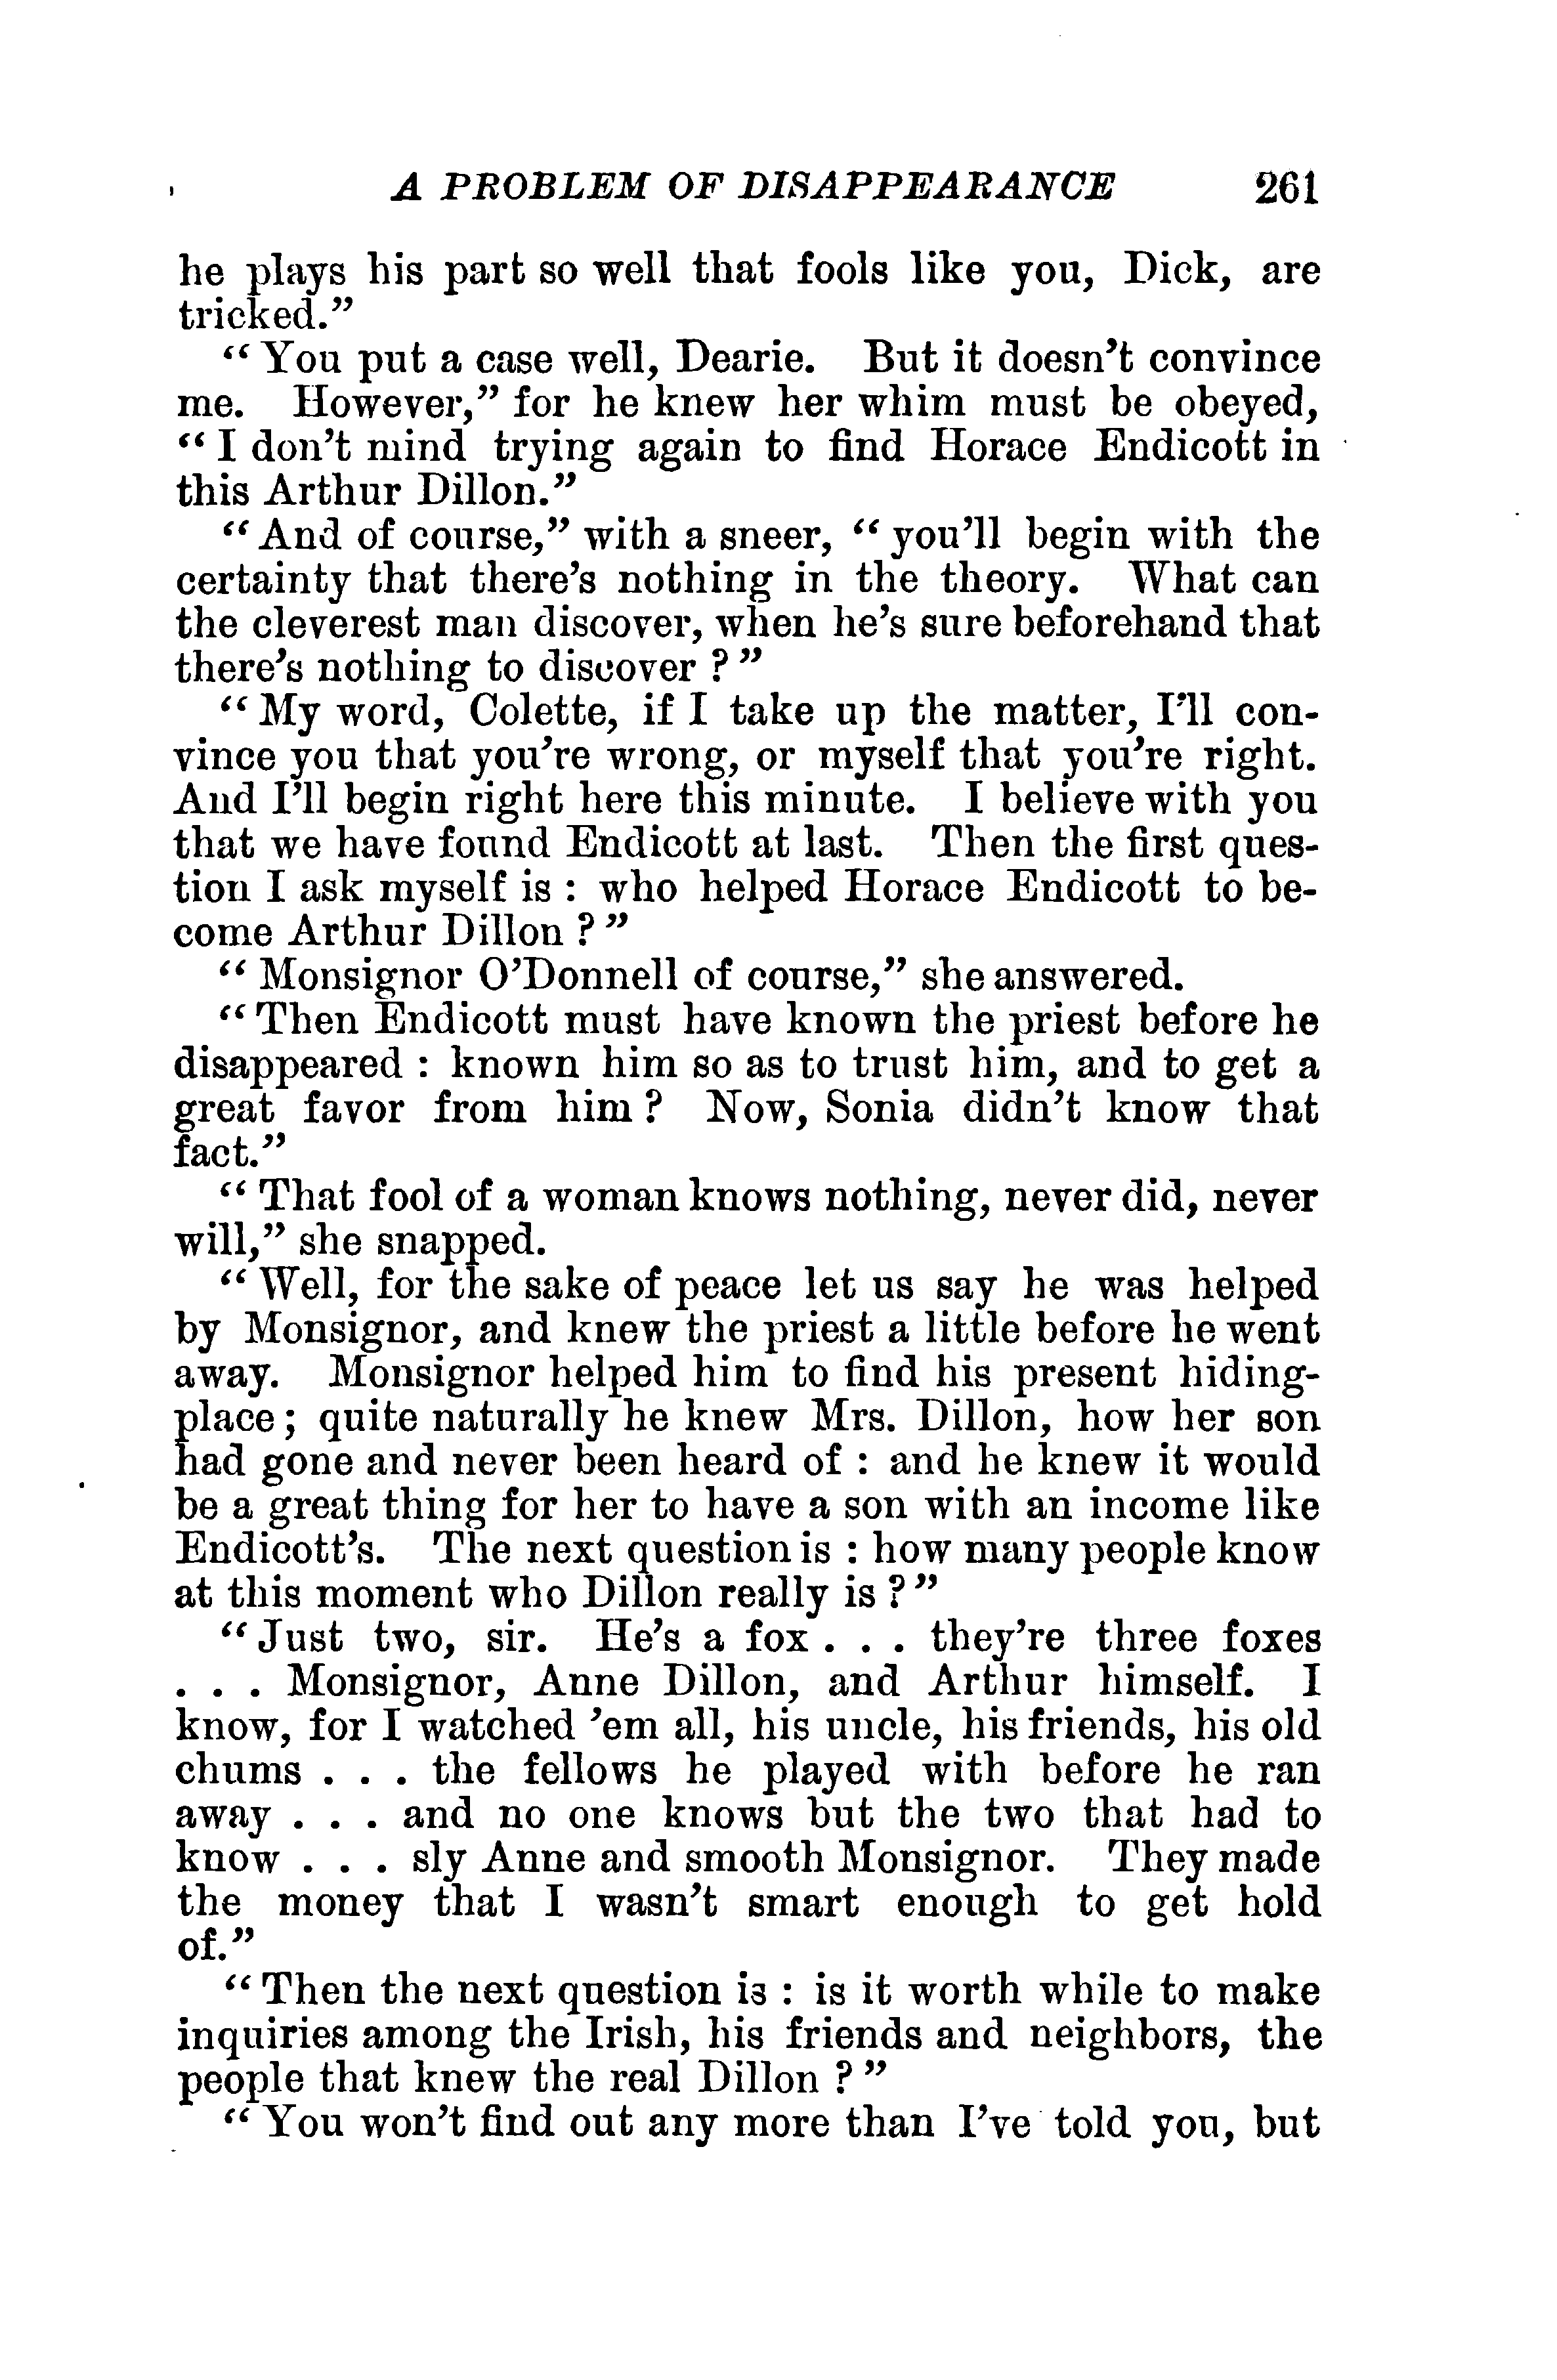 A PROBLEM OF DISAPPEARANCE 261
he plays his part so well that fools like you, Dick, are
tricked.”
“You put a case well, Dearie. But it doesn’t convince
me. However,” for he knew her whim must be obeyed,
“I don’t mind trying again to find Horace Endicott in
this Arthur Dillon.”
“And of course,” with a sneer, “you’ll begin with the
certainty that there’s nothing in the theory. What can
the cleverest man discover, when he’s sure beforehand that
there’s nothing to discover?”
“My word, Colette, if I take up the matter, I’ll con-
vince you that you’re wrong, or myself that you’re right.
And I’ll begin right here this minute. I believe with you
that we have found Endicott at last. Then the first ques-
tion I ask myself is: who helped Horace Endicott to be-
come Arthur Dillon?”
“Monsignor O’Donnell of course,” she answered.
“Then Endicott must have known the priest before he
disappeared: known him so as to trust him, and to get a
great favor from him? Now, Sonia didn’t know that
fact.”
“That fool of a woman knows nothing, never did, never
will,” she snapped.
“Well, for the sake of peace let us say he was helped
by Monsignor, and knew the priest a little before he went
away. Monsignor helped him to find his present hiding-
place; quite naturally he knew Mrs. Dillon, how her son
had gone and never been heard of: and he knew it would
be a great thing for her to have a son with an income like
Endicott’s. The next question is: how many people know
at this moment who Dillon really is?”
“Just two, sir. He’s a fox . . . they’re three foxes
. . . Monsignor, Anne Dillon, and Arthur himself. I
know, for I watched ’em all, his uncle, his friends, his old
chums . . . the fellows he played with before he ran
away . . . and no one knows but the two that had to
know . . . sly Anne and smooth Monsignor. They made
the money that I wasn’t smart enough to get hold
of.”
“Then the next question is: is it worth while to make
inquiries among the Irish, his friends and neighbors, the
people that knew the real Dillon?”
“You won’t find out any more than I’ve told you, but